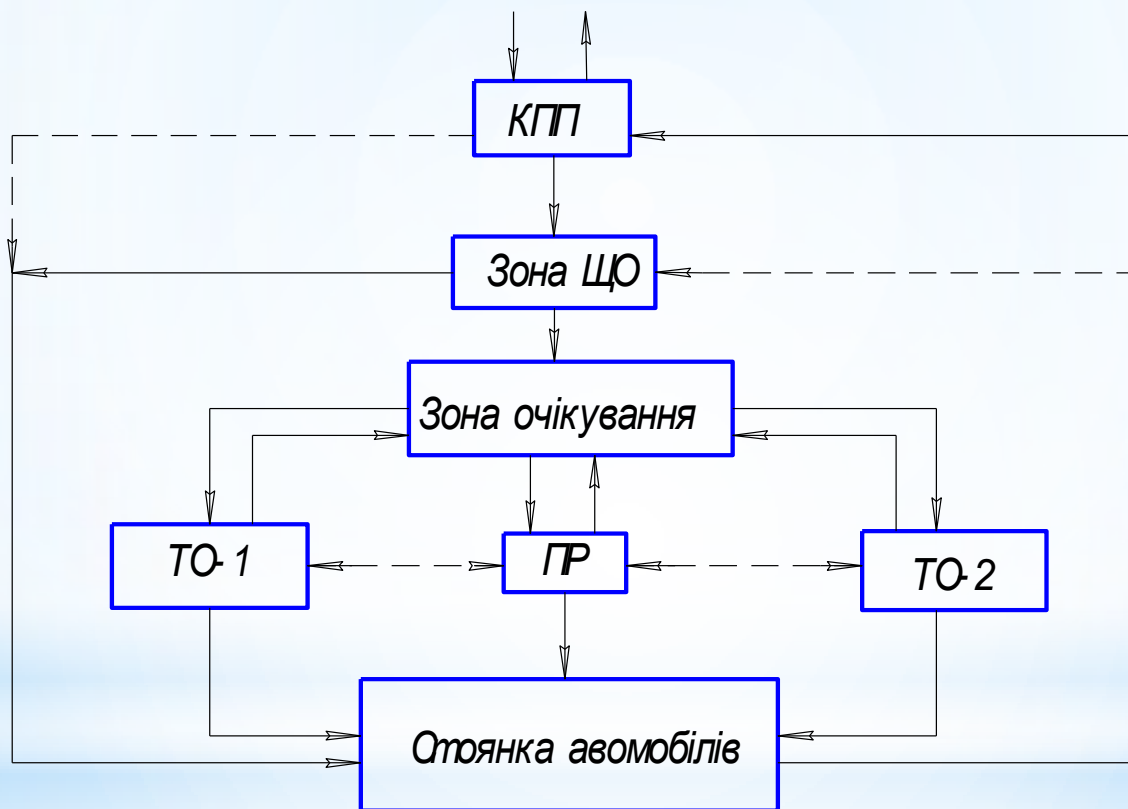 КПП
Зона ЩО
Зона очікування
ТО-1
ПР
ТО-2
Стоянка авомобілів